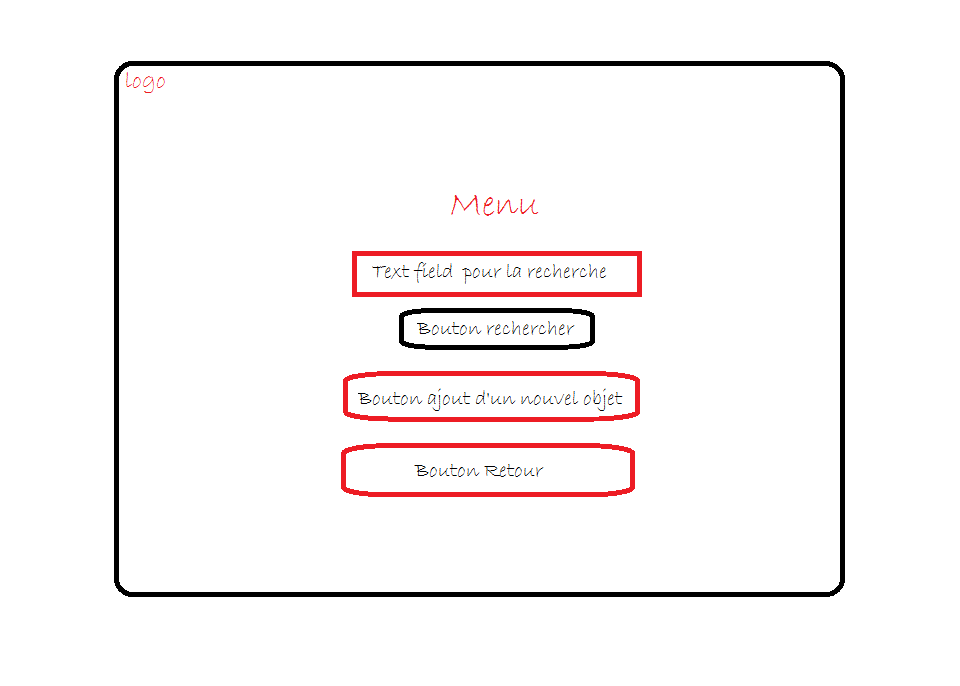 logo
Menu
Text field pour la recherche
Bouton rechercher
Bouton ajout d'un nouvel objet
Bouton Retour